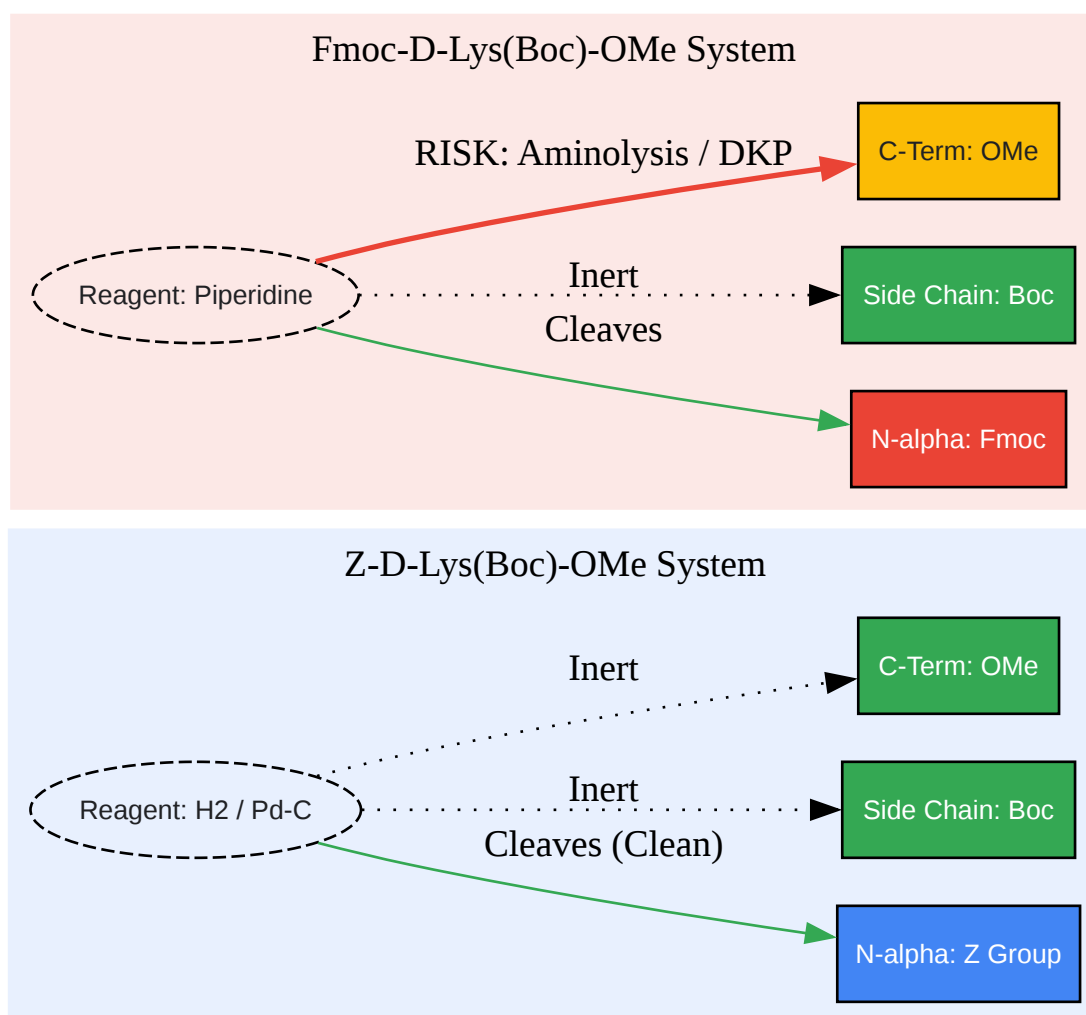 Fmoc-D-Lys(Boc)-OMe System
RISK: Aminolysis / DKP
C-Term: OMe
Reagent: Piperidine
Inert
Side Chain: Boc
Cleaves
N-alpha: Fmoc
Z-D-Lys(Boc)-OMe System
Inert
C-Term: OMe
Reagent: H2 / Pd-C
Inert
Side Chain: Boc
Cleaves (Clean)
N-alpha: Z Group